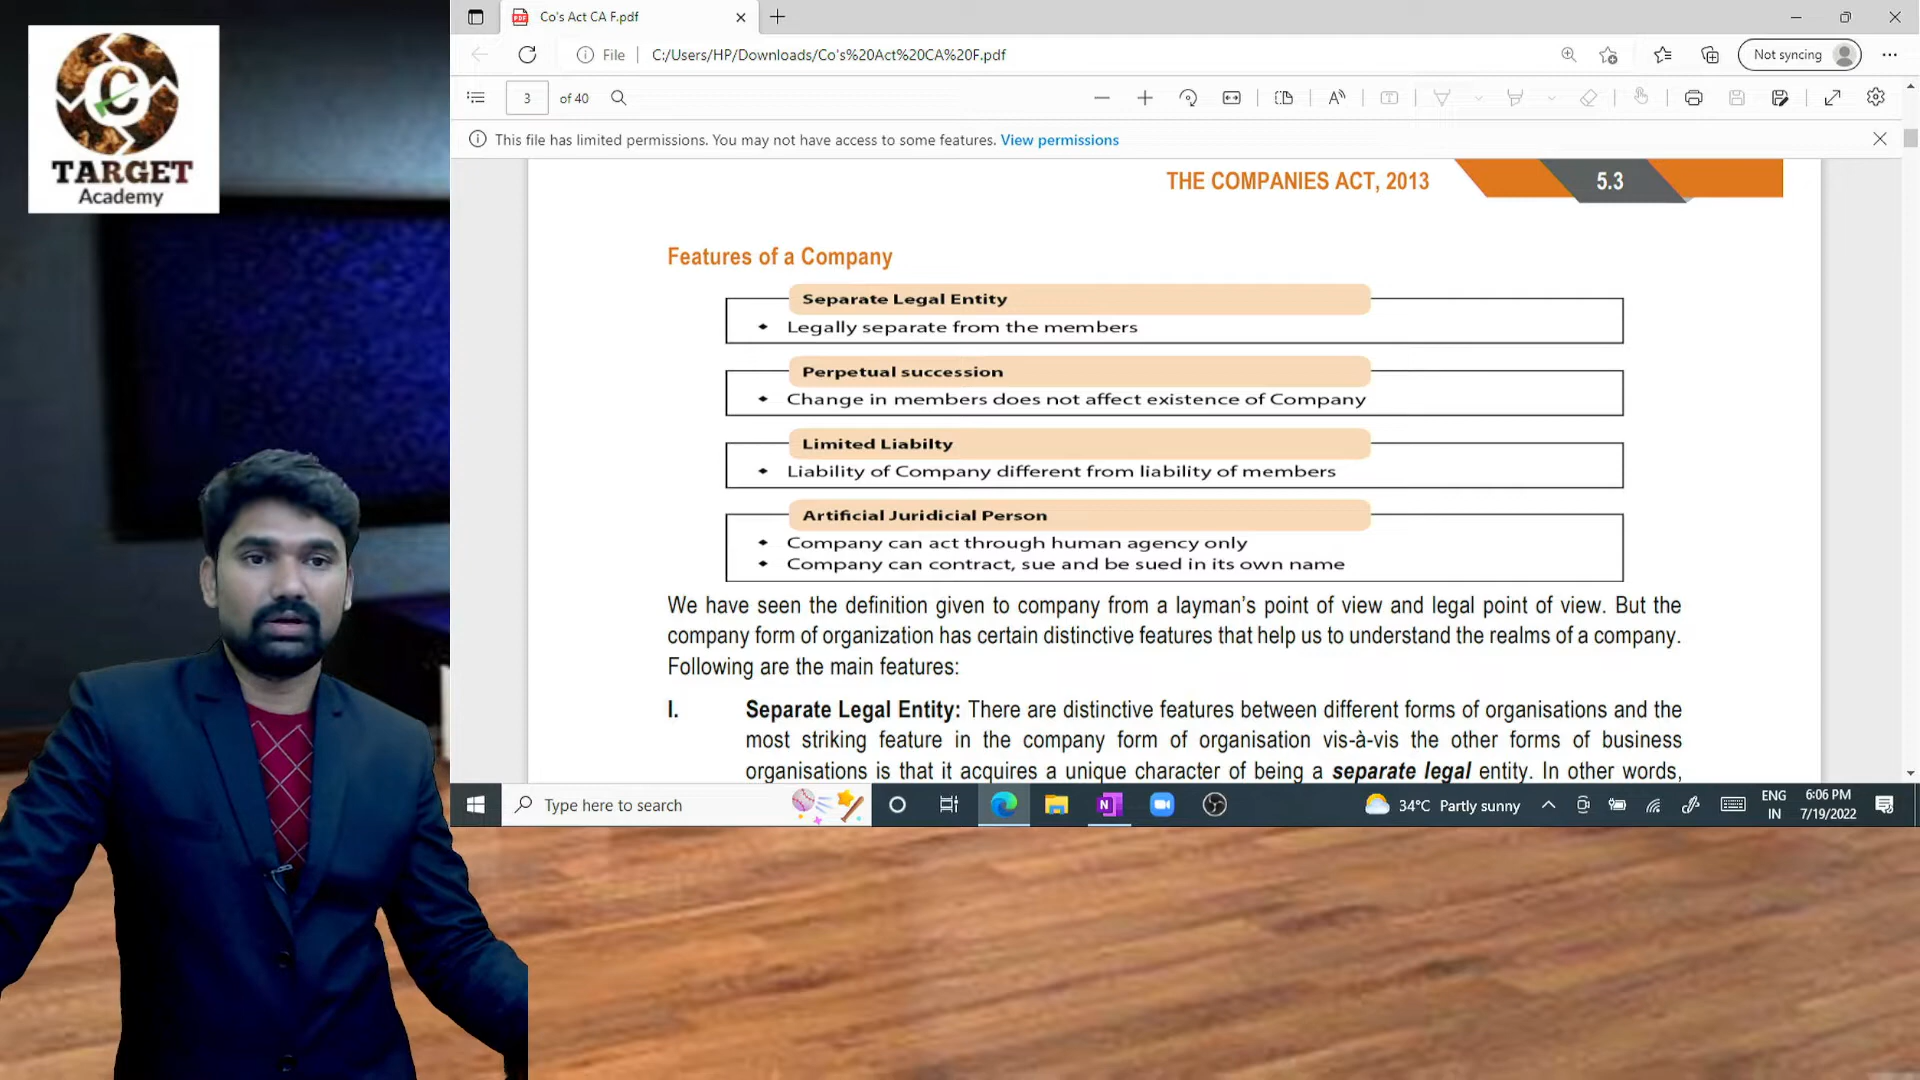 C
TARGET
Academy
Co's Act CA F.pdf
File
C:/Users/HP/Downloads/Co's%20Act%20CA%20F.pdf
Not syncing
3
of 40
This file has limited permissions. You may not have access to some features. View permissions
THE COMPANIES ACT, 2013
5.3
Features of a Company
Separate Legal Entity
Legally separate from the members
Perpetual succession
Change in members does not affect existence of Company
Limited Liabilty
Liability of Company different from liability of members
Artificial Juridicial Person
Company can act through human agency only
Company can contract, sue and be sued in its own name
We have seen the definition given to company from a layman's point of view and legal point of view. But the
company form of organization has certain distinctive features that help us to understand the realms of a company.
Following are the main features:
I. Separate Legal Entity: There are distinctive features between different forms of organisations and the
most striking feature in the company form of organisation vis-à-vis the other forms of business
organisations is that it acquires a unique character of being a separate legal entity. In other words,
Type here to search
34°C Partly sunny
ENG
IN
6:06 PM
7/19/2022